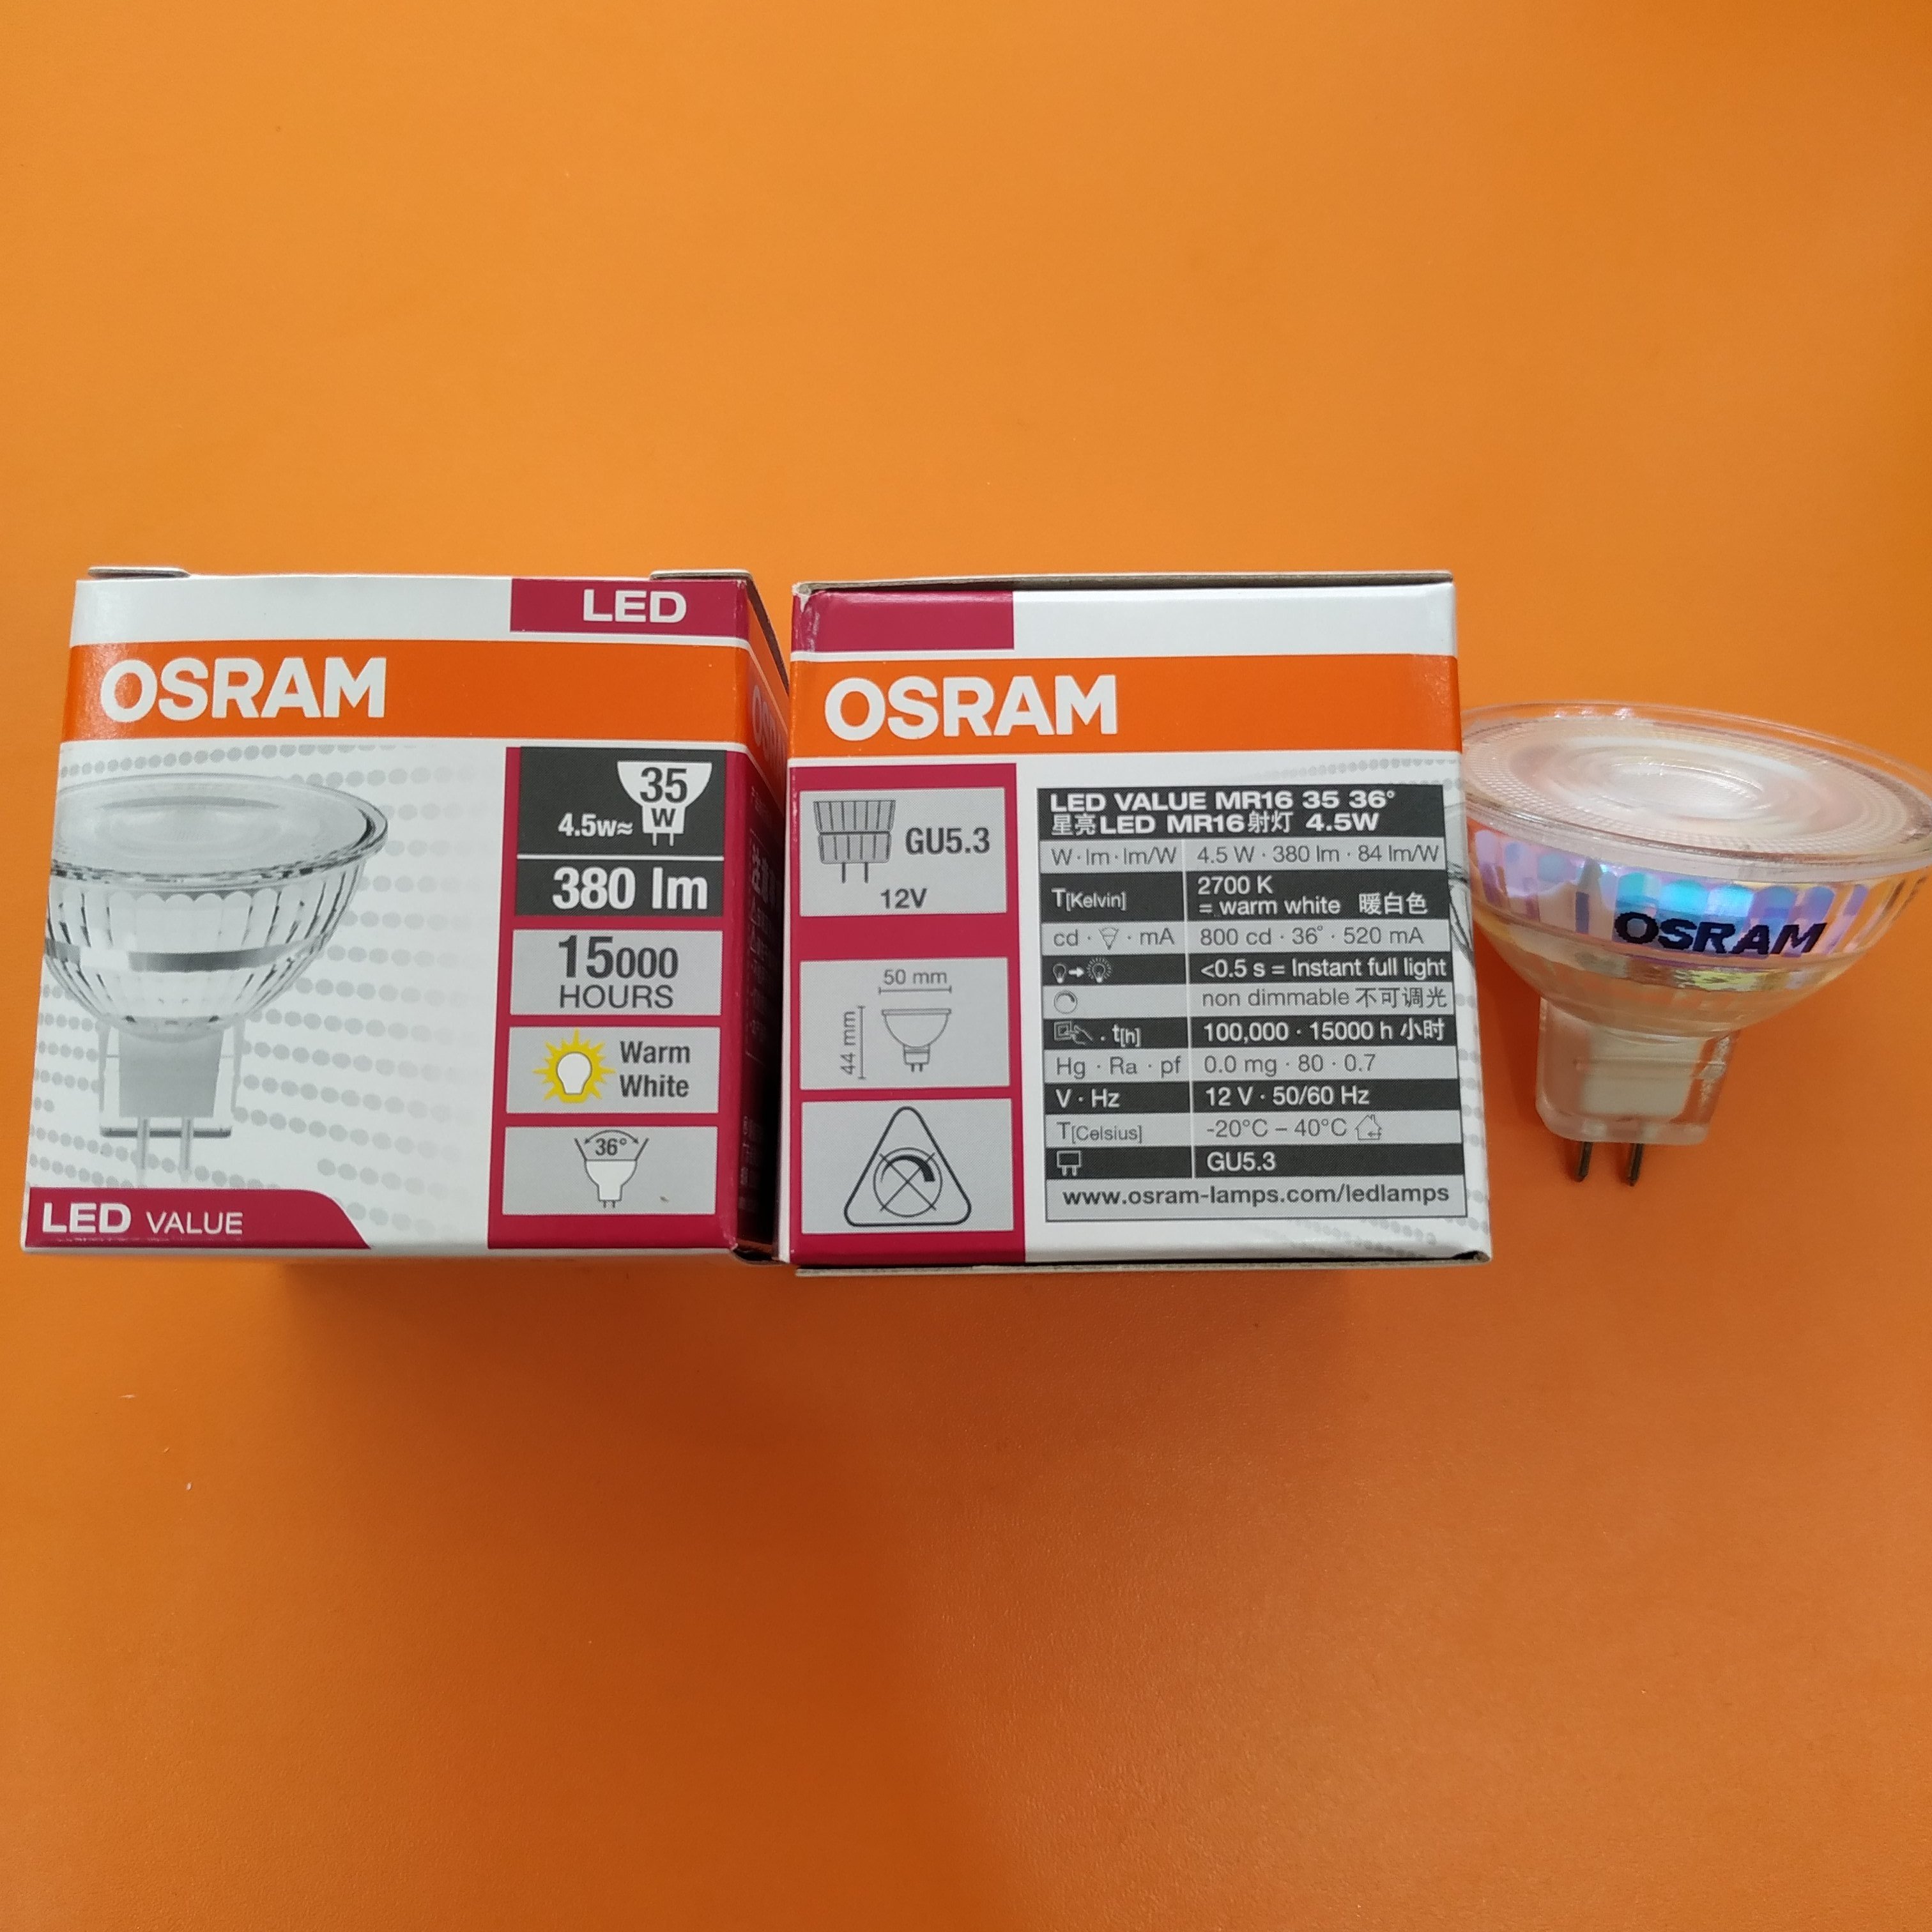 LED
OSRAM
35
W
4.5w≈
380 lm
15000
HOURS
Warm
White
36°
LED VALUE
OSRAM
GU5.3
12V
50 mm
44 mm
LED VALUE MR16 35 36°
星亮LED MR16射灯 4.5W
W · lm · lm/W 4.5 W · 380 lm · 84 lm/W
T[Kelvin] 2700 K
= warm white 暖白色
cd · mA 800 cd · 36° · 520 mA
<0.5 s = Instant full light
non dimmable 不可调光
· t[h] 100,000 · 15000 h 小时
Hg · Ra · pf 0.0 mg · 80 · 0.7
V · Hz 12 V · 50/60 Hz
T[Celsius] -20°C – 40°C
GU5.3
www.osram-lamps.com/ledlamps
OSRAM